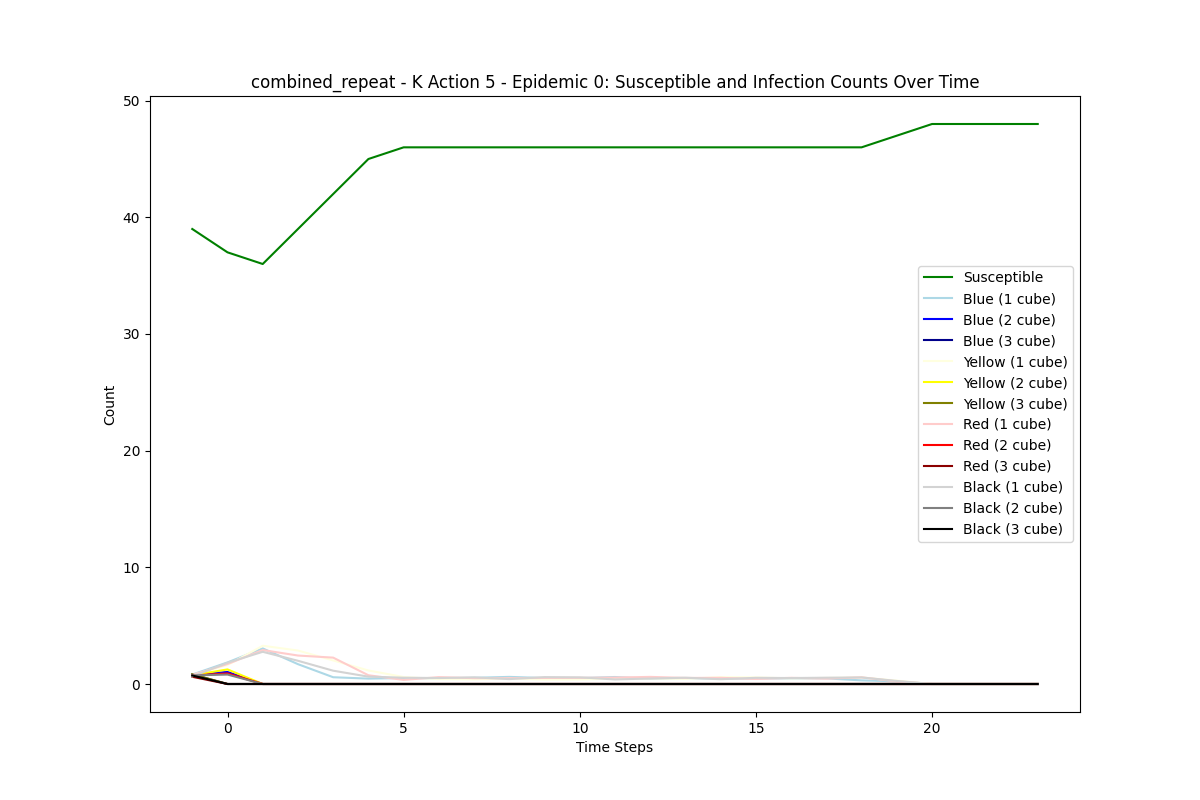 combined_repeat - K Action 5 - Epidemic 0: Susceptible and Infection Counts Over Time
50
40
30
20
10
0
Count
Susceptible
Blue (1 cube)
Blue (2 cube)
Blue (3 cube)
Yellow (1 cube)
Yellow (2 cube)
Yellow (3 cube)
Red (1 cube)
Red (2 cube)
Red (3 cube)
Black (1 cube)
Black (2 cube)
Black (3 cube)
0 5 10 15 20
Time Steps